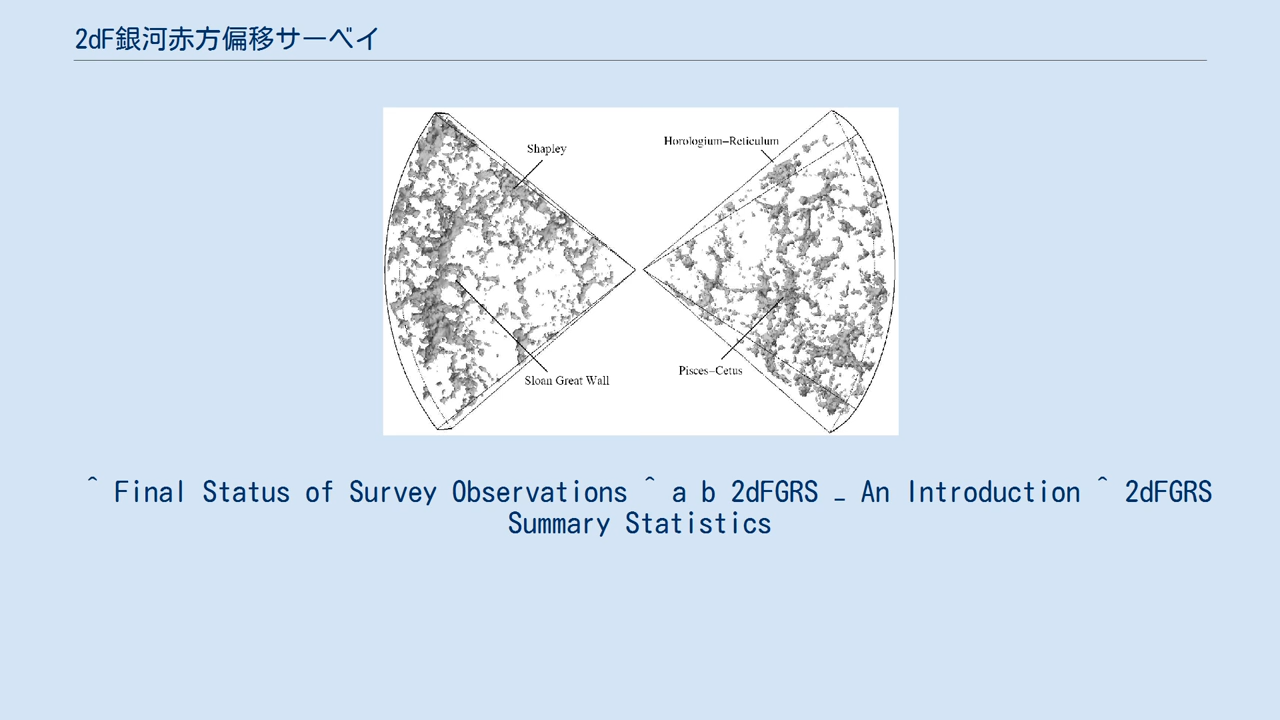 2dF銀河赤方偏移サーベイ
Shapley
Horologium-Reticulum
Sloan Great Wall
Pisces-Cetus
^ Final Status of Survey Observations ^ a b 2dFGRS - An Introduction ^ 2dFGRS
Summary Statistics